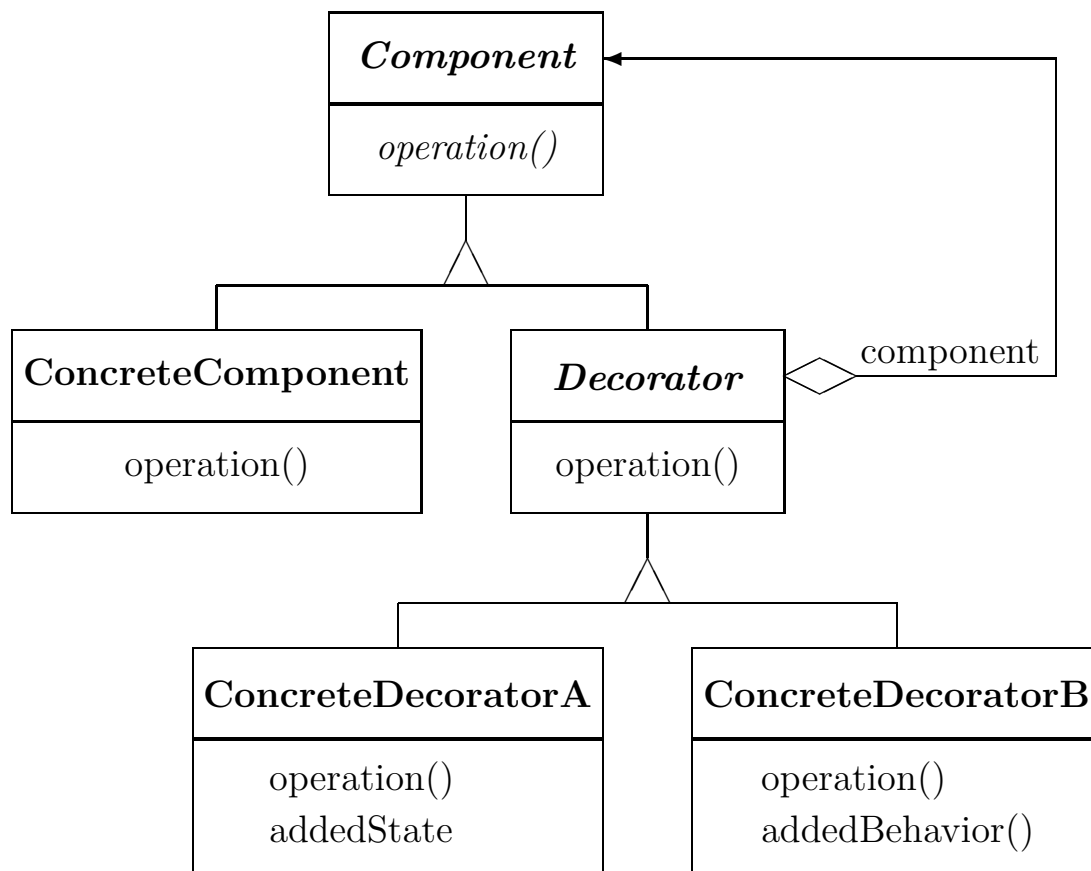 Component
operation()
ConcreteComponent
operation()
Decorator
operation()
component
ConcreteDecoratorA
operation()
addedState
ConcreteDecoratorB
operation()
addedBehavior()